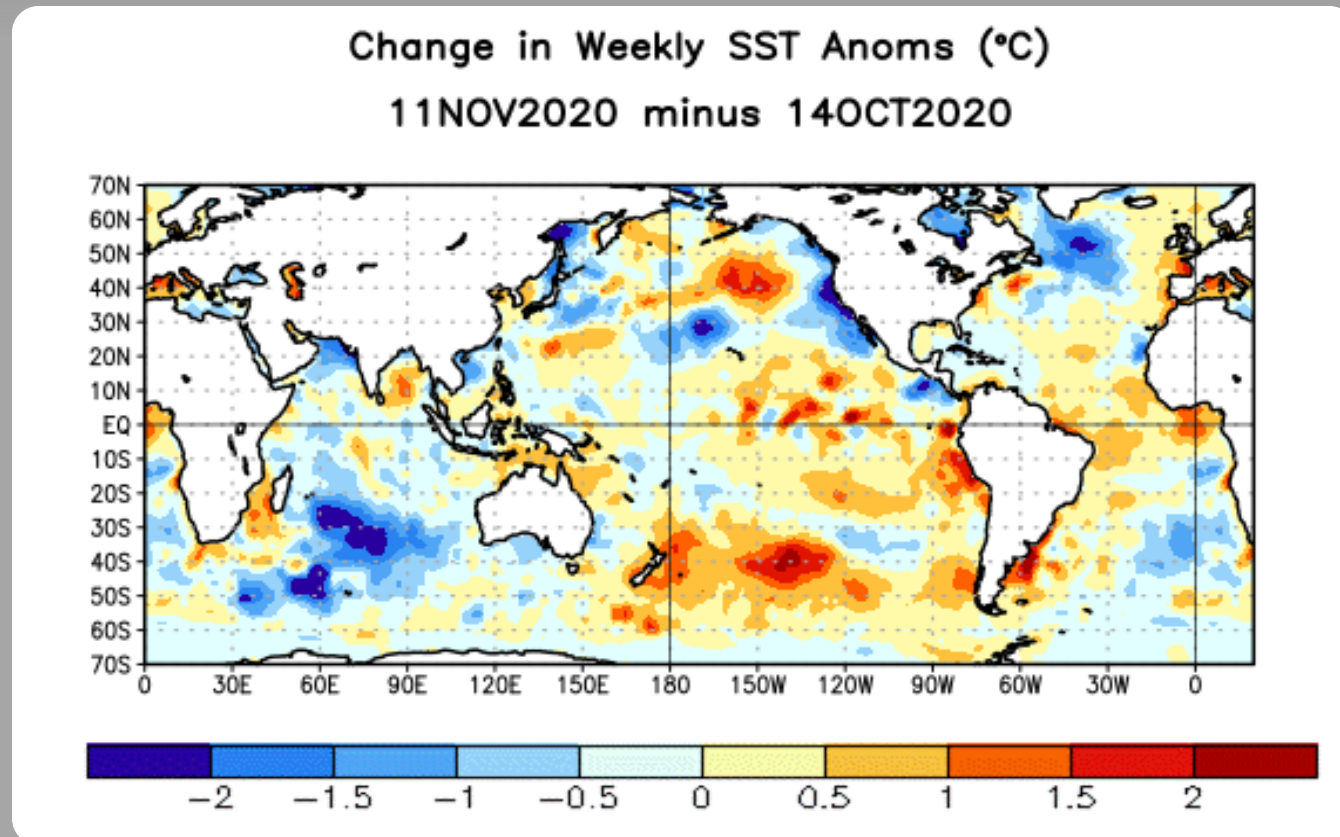 Change in Weekly SST Anoms (°C)
11NOV2020 minus 14OCT2020
70N
60N
50N
40N
30N
20N
10N
EQ
10S
20S
30S
40S
50S
60S
70S
0 30E 60E 90E 120E 150E 180 150W 120W 90W 60W 30W 0
−2 −1.5 −1 −0.5 0 0.5 1 1.5 2